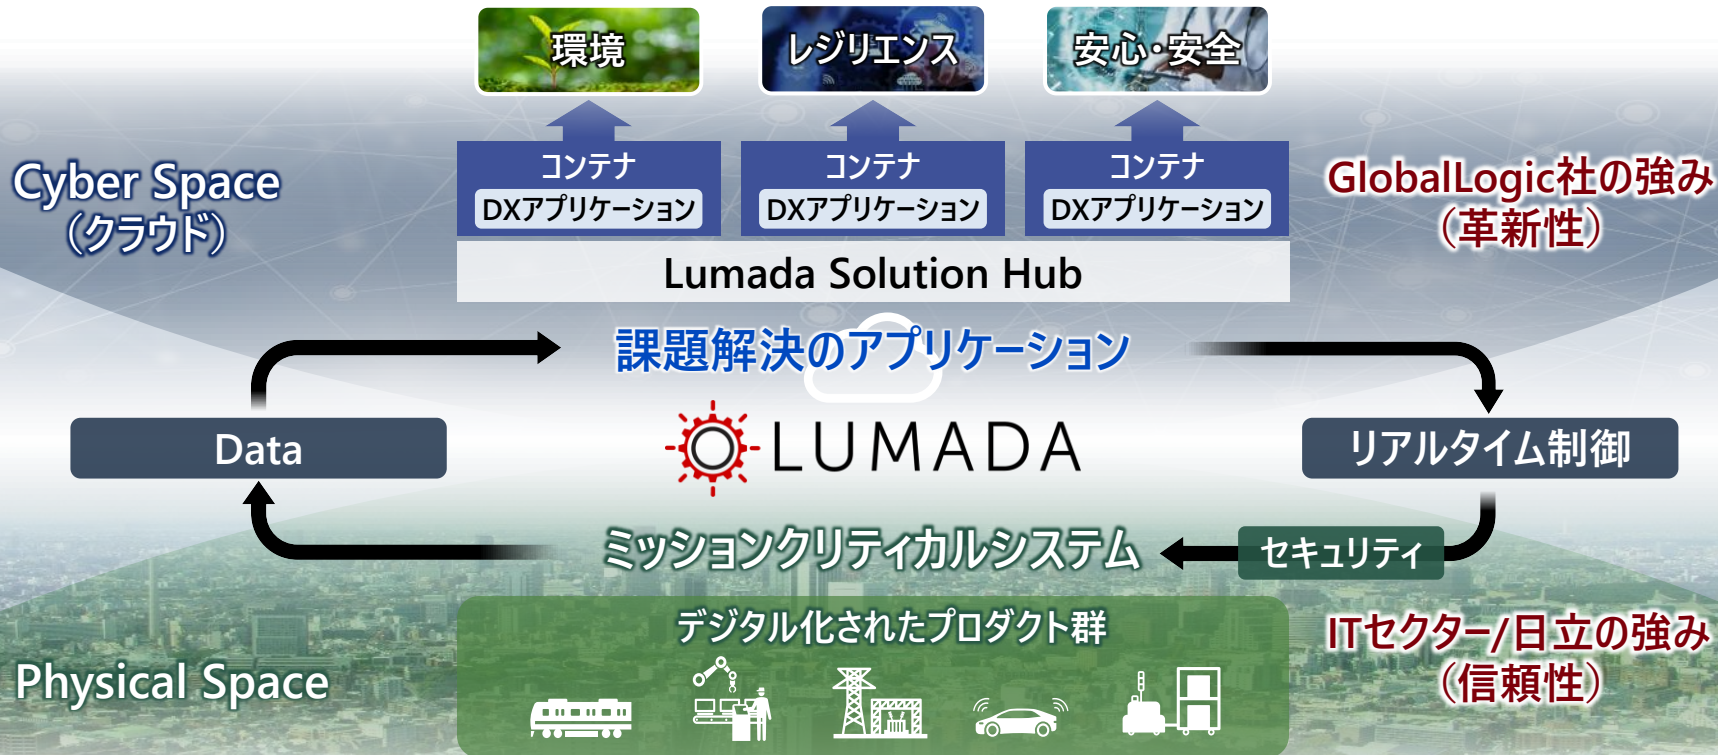 環境
レジリエンス
安心・安全
コンテナ
DXアプリケーション
コンテナ
DXアプリケーション
コンテナ
DXアプリケーション
Lumada Solution Hub
Cyber Space
（クラウド）
GlobalLogic社の強み
（革新性）
課題解決のアプリケーション
Data
LUMADA
リアルタイム制御
ミッションクリティカルシステム
セキュリティ
デジタル化されたプロダクト群
Physical Space
ITセクター/日立の強み
（信頼性）